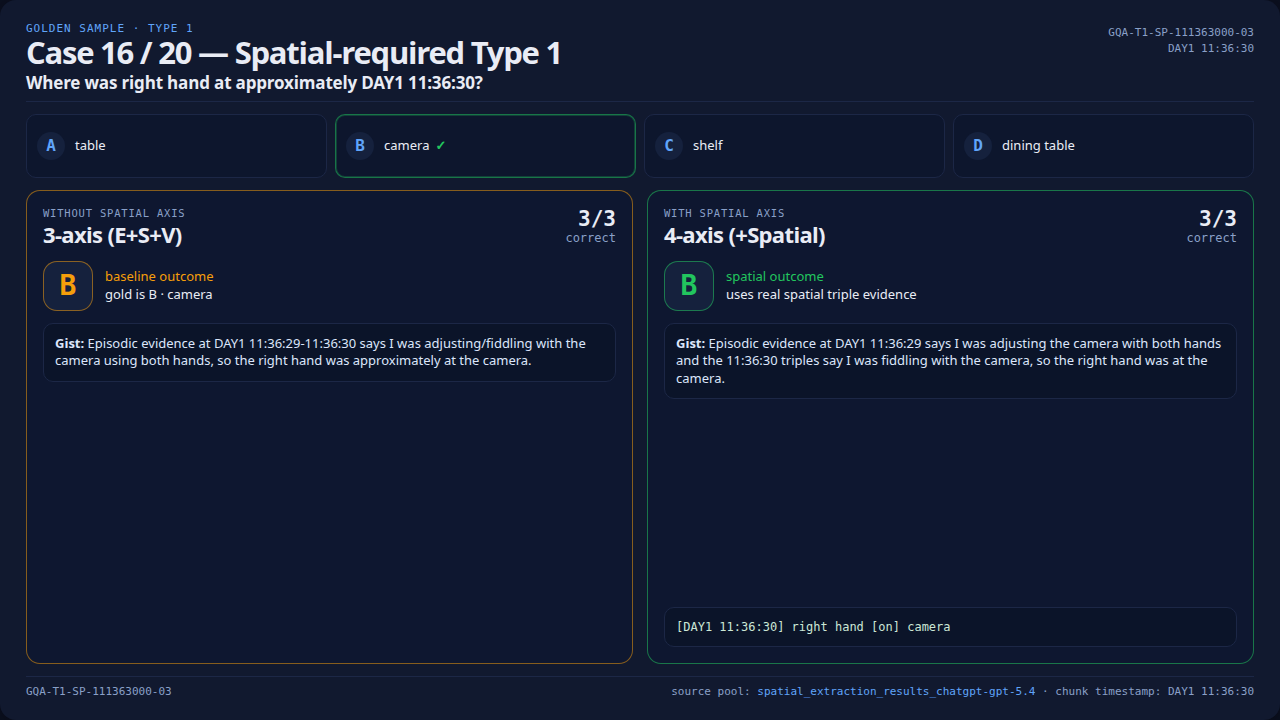 GOLDEN SAMPLE · TYPE 1
Case 16 / 20 — Spatial-required Type 1
Where was right hand at approximately DAY1 11:36:30?
GQA-T1-SP-111363000-03
DAY1 11:36:30
A table
B camera ✓
C shelf
D dining table
WITHOUT SPATIAL AXIS
3-axis (E+S+V)
3/3
correct
B
baseline outcome
gold is B · camera
Gist: Episodic evidence at DAY1 11:36:29-11:36:30 says I was adjusting/fiddling with the
camera using both hands, so the right hand was approximately at the camera.
WITH SPATIAL AXIS
4-axis (+Spatial)
3/3
correct
B
spatial outcome
uses real spatial triple evidence
Gist: Episodic evidence at DAY1 11:36:29 says I was adjusting the camera with both hands
and the 11:36:30 triples say I was fiddling with the camera, so the right hand was at the
camera.
[DAY1 11:36:30] right hand [on] camera
GQA-T1-SP-111363000-03
source pool: spatial_extraction_results_chatgpt-gpt-5.4 · chunk timestamp: DAY1 11:36:30